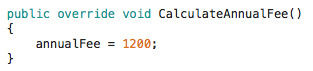 public override void CalculateAnnualFee()
{
    annualFee = 1200;
}